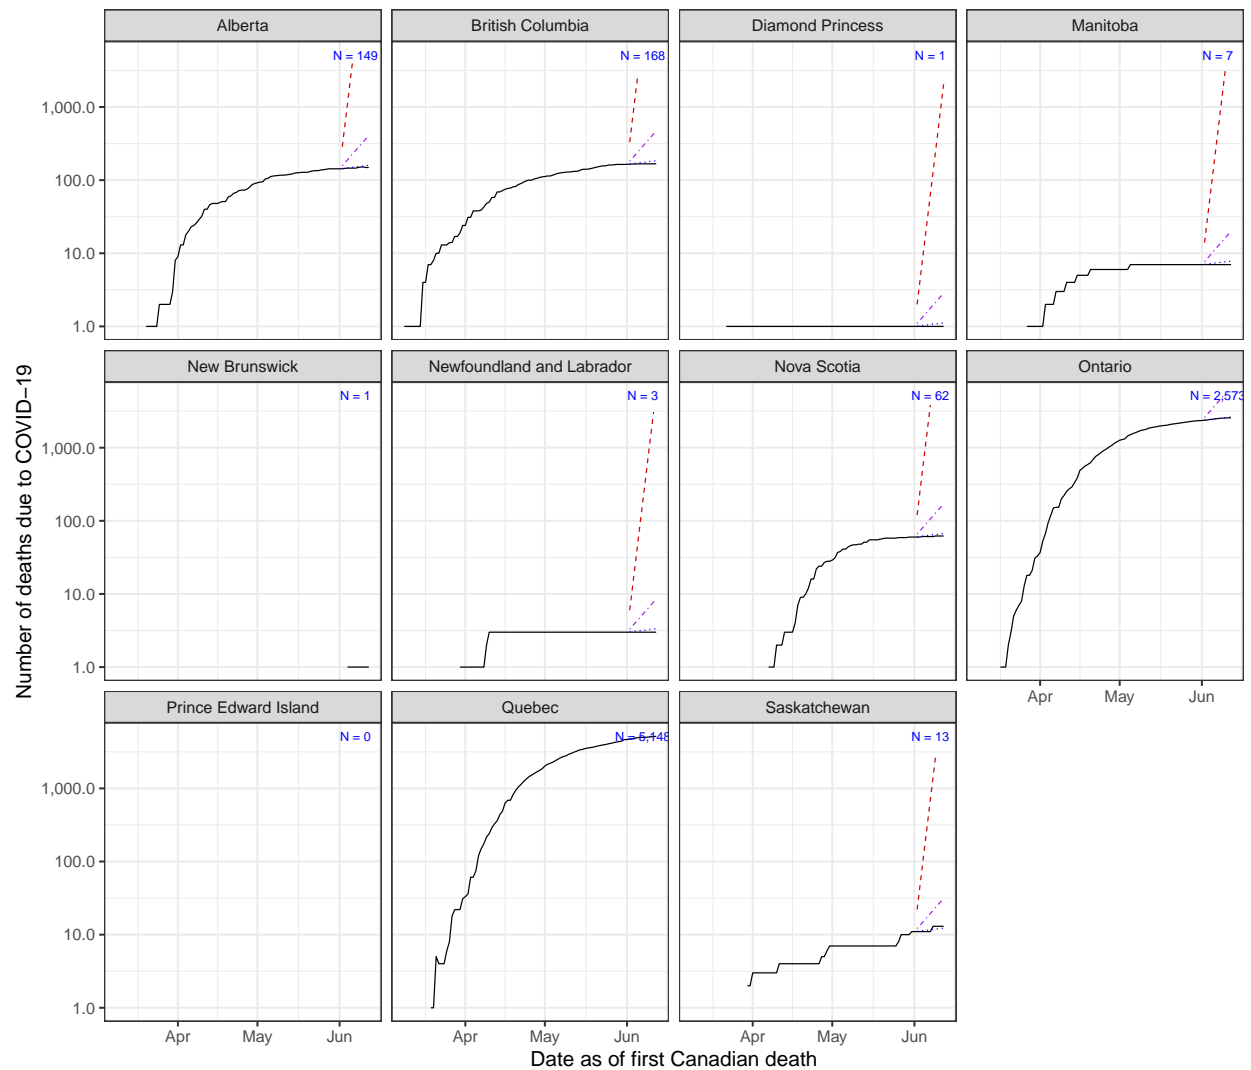 Alberta British Columbia Diamond Princess Manitoba
N = 149 N = 168 N = 1 N = 7
1,000.0
100.0
10.0
1.0
New Brunswick Newfoundland and Labrador Nova Scotia Ontario
N = 1 N = 3 N = 62 N = 2,573
1,000.0
100.0
10.0
1.0
Apr May Jun
Prince Edward Island Quebec Saskatchewan
N = 0 N = 5,148 N = 13
1,000.0
100.0
10.0
1.0
Apr May Jun Apr May Jun Apr May Jun
Number of deaths due to COVID−19
Date as of first Canadian death